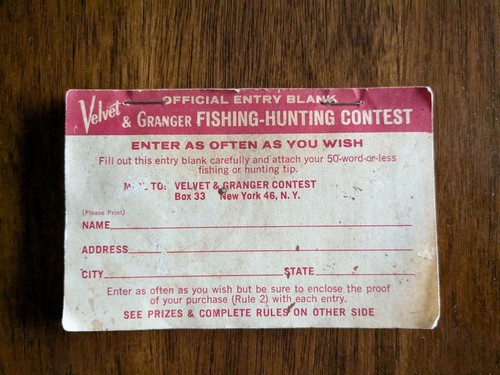 OFFICIAL ENTRY BLANK
Velvet & GRANGER FISHING-HUNTING CONTEST
ENTER AS OFTEN AS YOU WISH
Fill out this entry blank carefully and attach your 50-word-or-less
fishing or hunting tip.
TO: VELVET & GRANGER CONTEST
Box 33 New York 46, N. Y.
(Please Print)
NAME
ADDRESS
CITY STATE
Enter as often as you wish but be sure to enclose the proof
of your purchase (Rule 2) with each entry.
SEE PRIZES & COMPLETE RULES ON OTHER SIDE